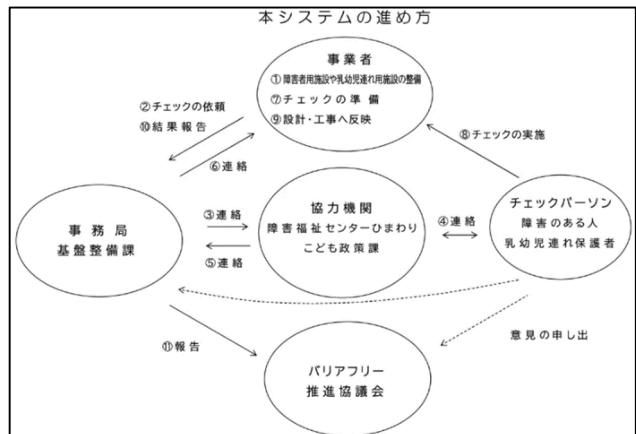 本システムの進め方
事業者
①障害者用施設や乳幼児連れ用施設の整備
⑦チェックの準備
⑨設計・工事へ反映
②チェックの依頼
⑩結果報告
⑥連絡
⑧チェックの実施
事務局
基盤整備課
③連絡
⑤連絡
協力機関
障害福祉センターひまわり
こども政策課
④連絡
チェックパーソン
障害のある人
乳幼児連れ保護者
⑪報告
意見の申し出
バリアフリー
推進協議会